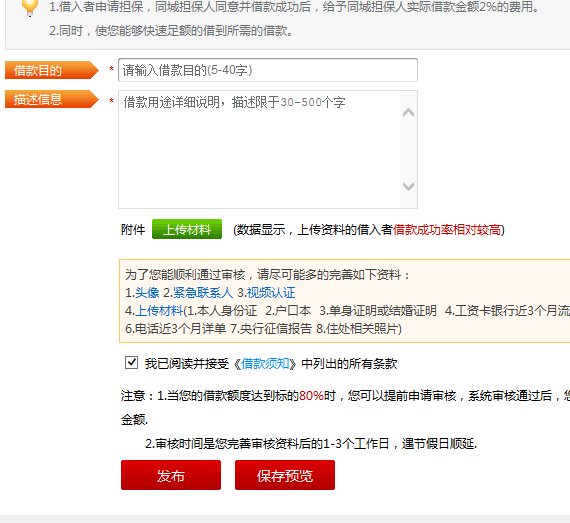 1.借入者申请担保，同城担保人同意并借款成功后，给予同城担保人实际借款金额2%的费用。
2.同时，使您能够快速足额的借到所需的借款。
借款目的 * 请输入借款目的(5-40字)
描述信息 * 借款用途详细说明，描述限于30-500个字
附件 上传材料 (数据显示，上传资料的借入者借款成功率相对较高)
为了您能顺利通过审核，请尽可能多的完善如下资料：
1.头像 2.紧急联系人 3.视频认证
4.上传材料(1.本人身份证 2.户口本 3.单身证明或结婚证明 4.工资卡银行近3个月流
6.电话近3个月详单 7.央行征信报告 8.住处相关照片)
我已阅读并接受《借款须知》中列出的所有条款
注意：1.当您的借款额度达到标的80%时，您可以提前申请审核，系统审核通过后，您
金额.
2.审核时间是您完善审核资料后的1-3个工作日，遇节假日顺延.
发布 保存预览